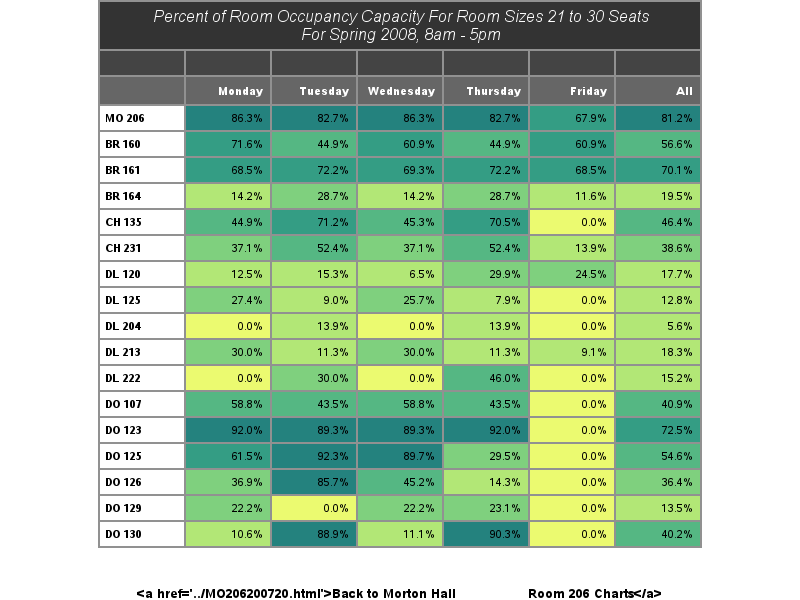 Percent of Room Occupancy Capacity For Room Sizes 21 to 30 Seats
For Spring 2008, 8am - 5pm
Monday Tuesday Wednesday Thursday Friday All
MO 206 86.3% 82.7% 86.3% 82.7% 67.9% 81.2%
BR 160 71.6% 44.9% 60.9% 44.9% 60.9% 56.6%
BR 161 68.5% 72.2% 69.3% 72.2% 68.5% 70.1%
BR 164 14.2% 28.7% 14.2% 28.7% 11.6% 19.5%
CH 135 44.9% 71.2% 45.3% 70.5% 0.0% 46.4%
CH 231 37.1% 52.4% 37.1% 52.4% 13.9% 38.6%
DL 120 12.5% 15.3% 6.5% 29.9% 24.5% 17.7%
DL 125 27.4% 9.0% 25.7% 7.9% 0.0% 12.8%
DL 204 0.0% 13.9% 0.0% 13.9% 0.0% 5.6%
DL 213 30.0% 11.3% 30.0% 11.3% 9.1% 18.3%
DL 222 0.0% 30.0% 0.0% 46.0% 0.0% 15.2%
DO 107 58.8% 43.5% 58.8% 43.5% 0.0% 40.9%
DO 123 92.0% 89.3% 89.3% 92.0% 0.0% 72.5%
DO 125 61.5% 92.3% 89.7% 29.5% 0.0% 54.6%
DO 126 36.9% 85.7% 45.2% 14.3% 0.0% 36.4%
DO 129 22.2% 0.0% 22.2% 23.1% 0.0% 13.5%
DO 130 10.6% 88.9% 11.1% 90.3% 0.0% 40.2%
<a href='../MO206200720.html'>Back to Morton Hall Room 206 Charts</a>